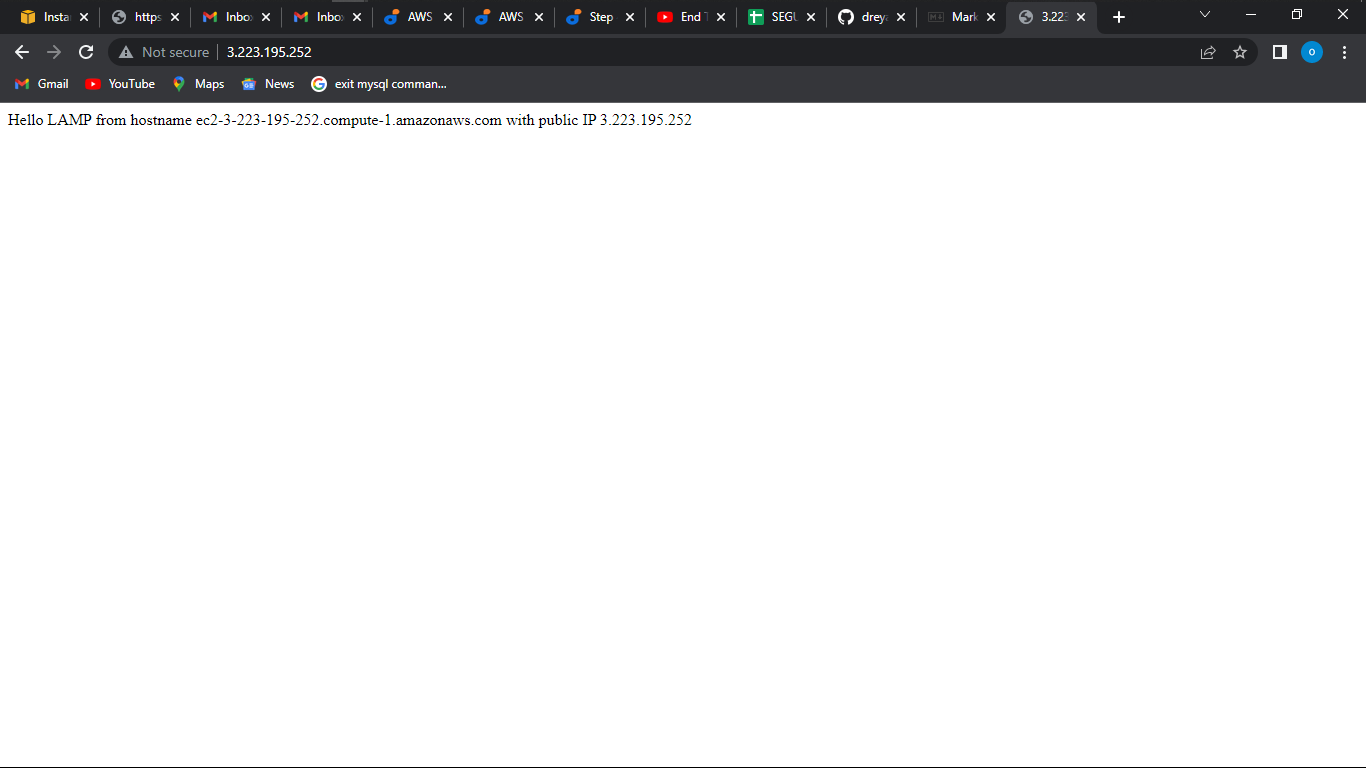 Insta https Inbox Inbox AWS AWS Step End T SEGU dreya Mark 3.223
Not secure 3.223.195.252 o
Gmail YouTube Maps News exit mysql comman...
Hello LAMP from hostname ec2-3-223-195-252.compute-1.amazonaws.com with public IP 3.223.195.252